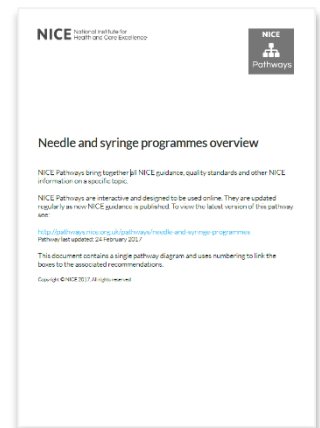 NICE National Institute for
Health and Care Excellence
NICE
Pathways
Needle and syringe programmes overview
NICE Pathways bring together all NICE guidance, quality standards and other NICE
information on a specific topic.
NICE Pathways are interactive and designed to be used online. They are updated
regularly as new NICE guidance is published. To view the latest version of this pathway
see:
http://pathways.nice.org.uk/pathways/needle-and-syringe-programmes
Pathway last updated: 24 February 2017
This document contains a single pathway diagram and uses numbering to link the
boxes to the associated recommendations.
Copyright © NICE 2017. All rights reserved